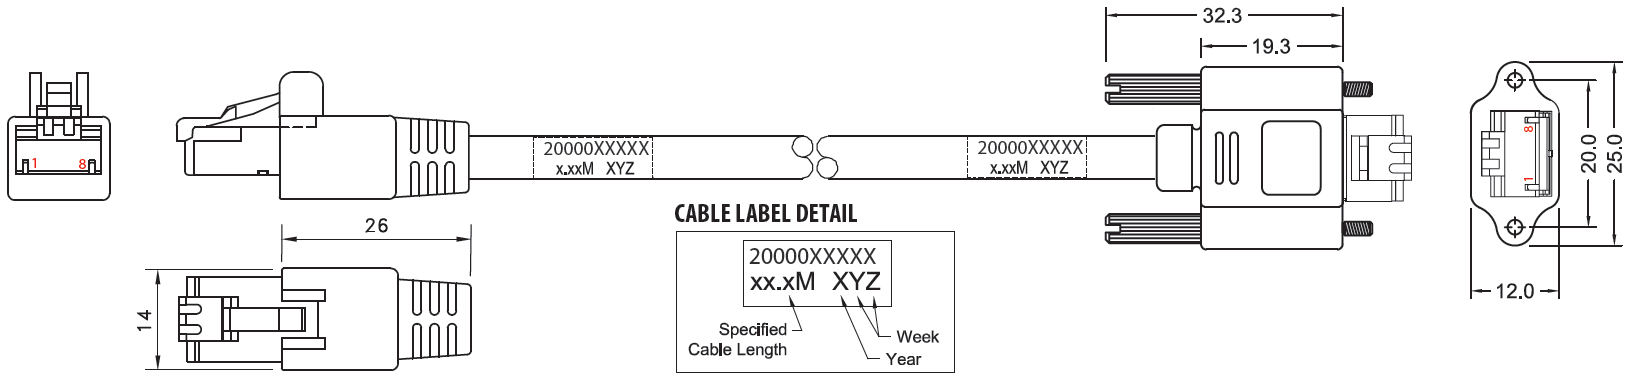 32.3
19.3
1 8
20000XXXXX
x.xxM XYZ
20000XXXXX
x.xxM XYZ
8
1
20.0
25.0
12.0
26
14
CABLE LABEL DETAIL
20000XXXXX
xx.xM XYZ
Specified
Cable Length
Week
Year